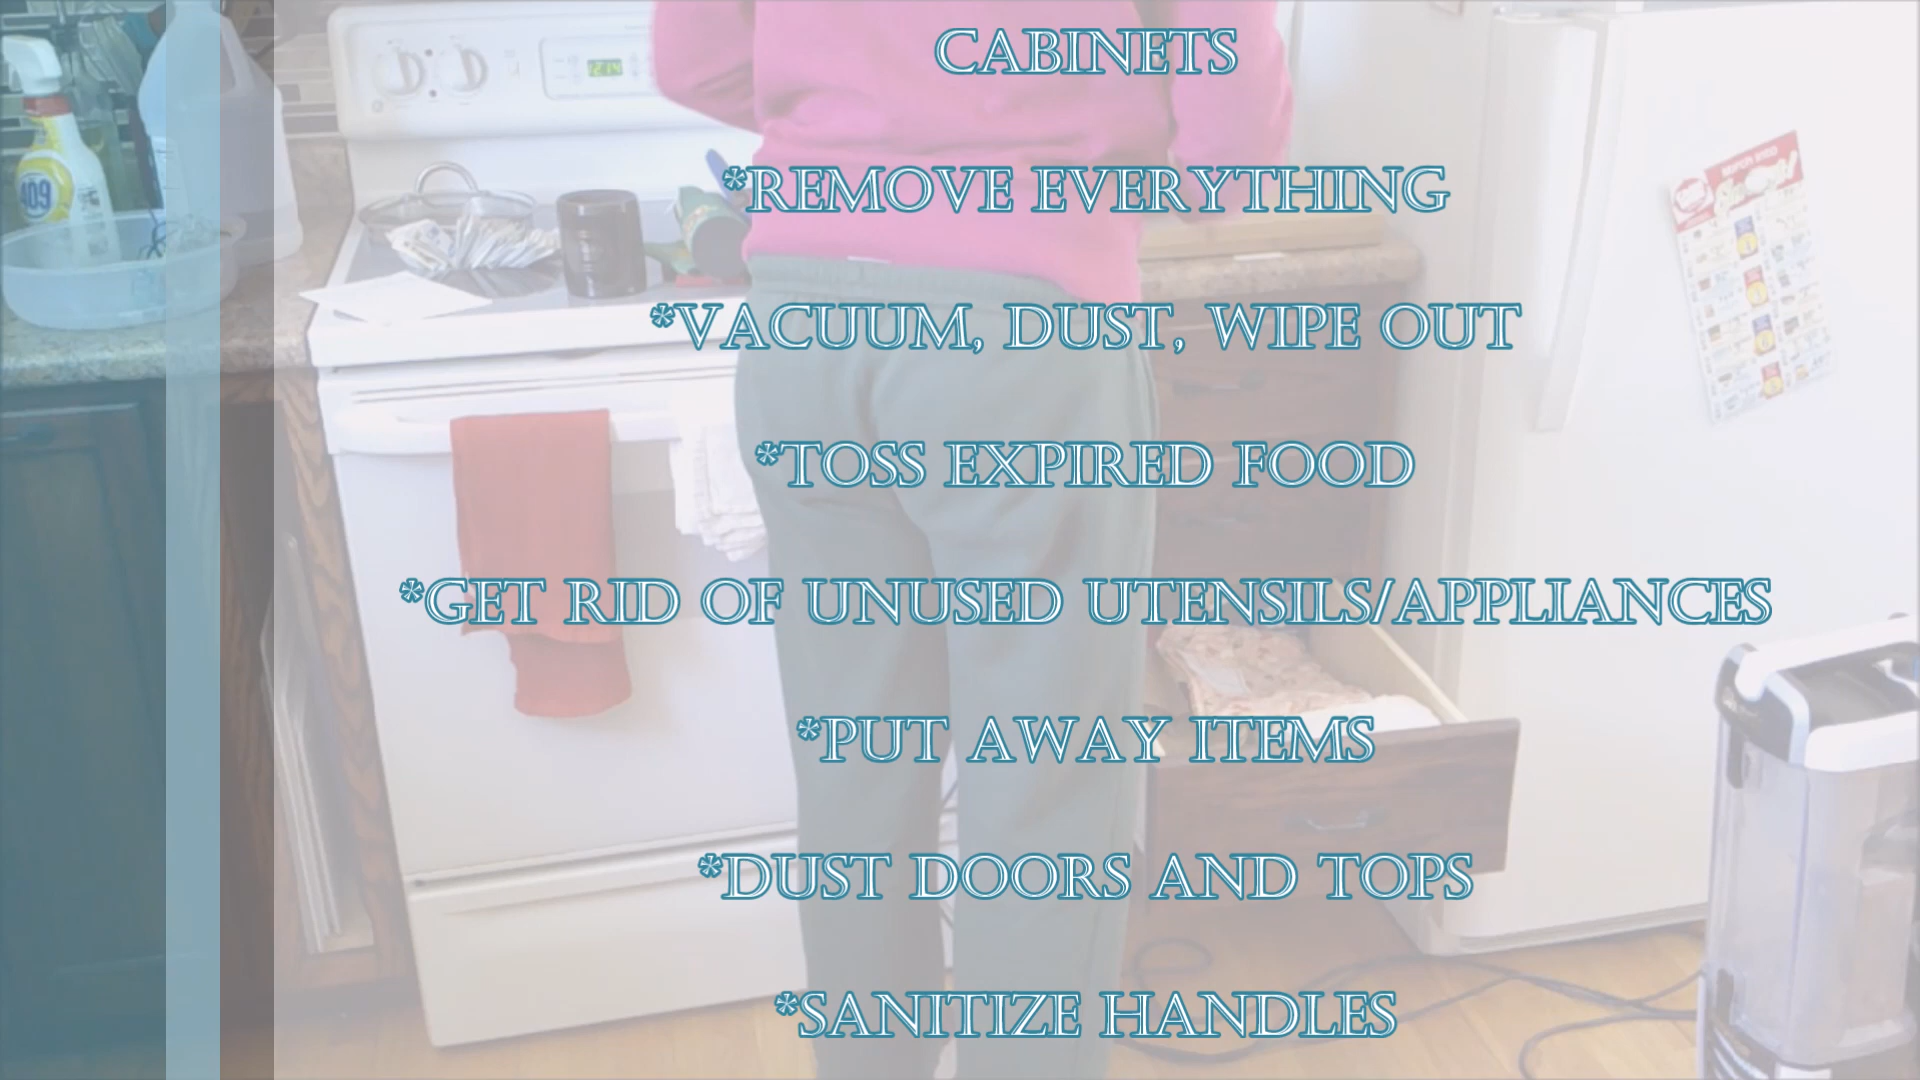 CABINETS
*REMOVE EVERYTHING
*VACUUM, DUST, WIPE OUT
*TOSS EXPIRED FOOD
*GET RID OF UNUSED UTENSILS/APPLIANCES
*PUT AWAY ITEMS
*DUST DOORS AND TOPS
*SANITIZE HANDLES
409